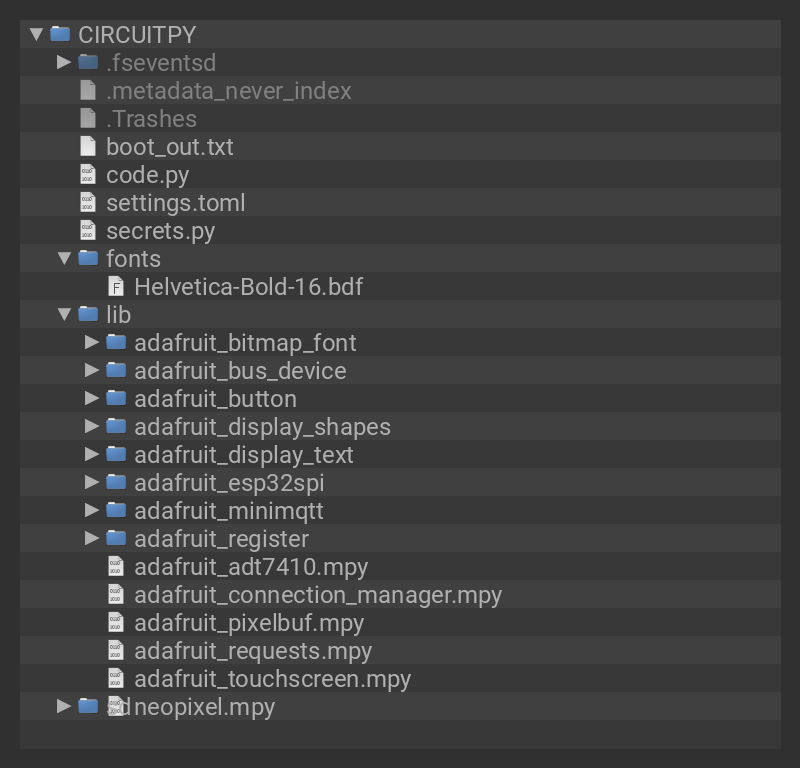 CIRCUITPY
.fseventsd
.metadata_never_index
.Trashes
boot_out.txt
code.py
settings.toml
secrets.py
fonts
Helvetica-Bold-16.bdf
lib
adafruit_bitmap_font
adafruit_bus_device
adafruit_button
adafruit_display_shapes
adafruit_display_text
adafruit_esp32spi
adafruit_minimqtt
adafruit_register
adafruit_adt7410.mpy
adafruit_connection_manager.mpy
adafruit_pixelbuf.mpy
adafruit_requests.mpy
adafruit_touchscreen.mpy
sd neopixel.mpy